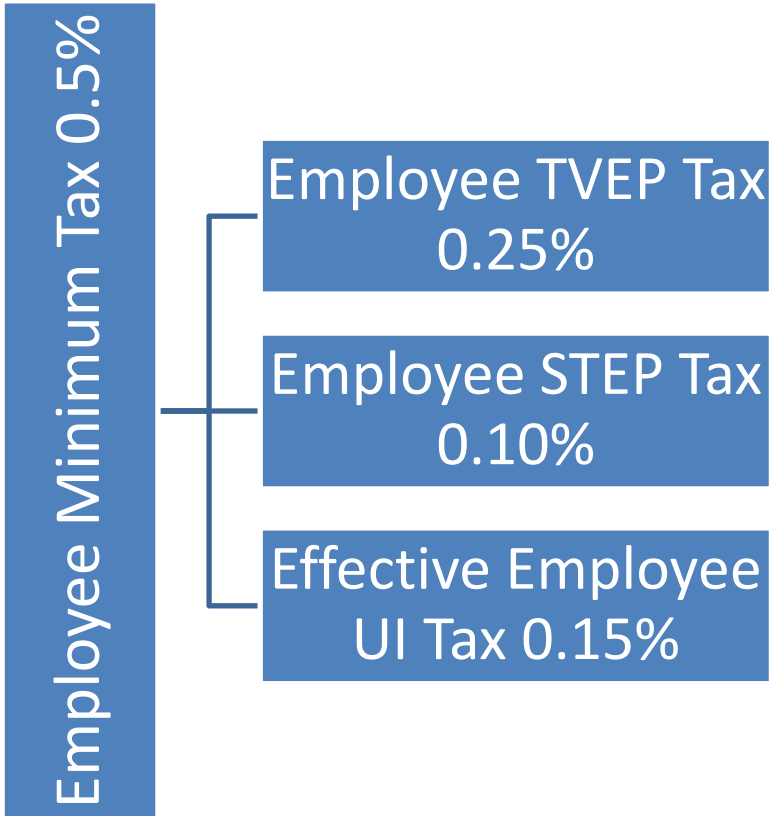 Employee Minimum Tax 0.5%
Employee TVEP Tax
0.25%
Employee STEP Tax
0.10%
Effective Employee
UI Tax 0.15%